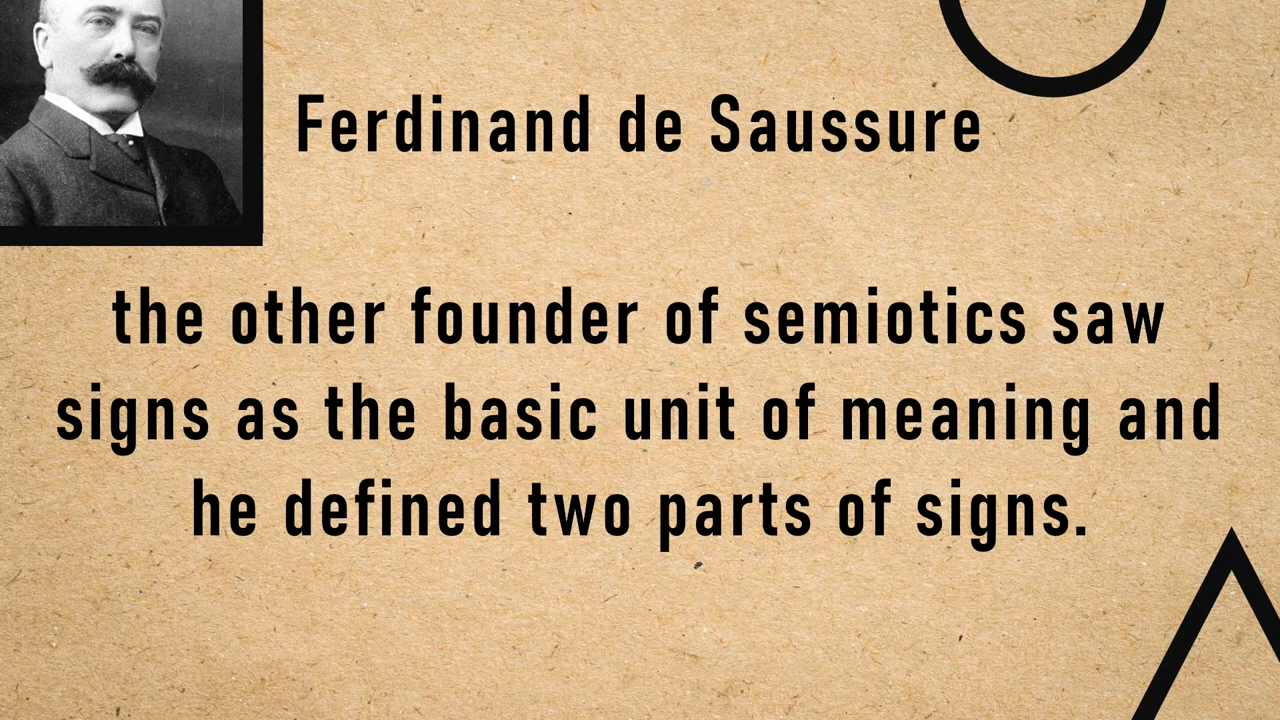 Ferdinand de Saussure
the other founder of semiotics saw
signs as the basic unit of meaning and
he defined two parts of signs.